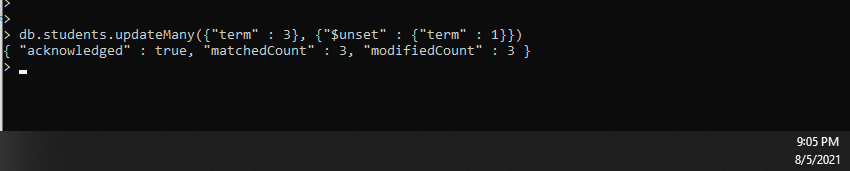 >
>
> db.students.updateMany({"term" : 3}, {"$unset" : {"term" : 1}})
{ "acknowledged" : true, "matchedCount" : 3, "modifiedCount" : 3 }
>
9:05 PM
8/5/2021